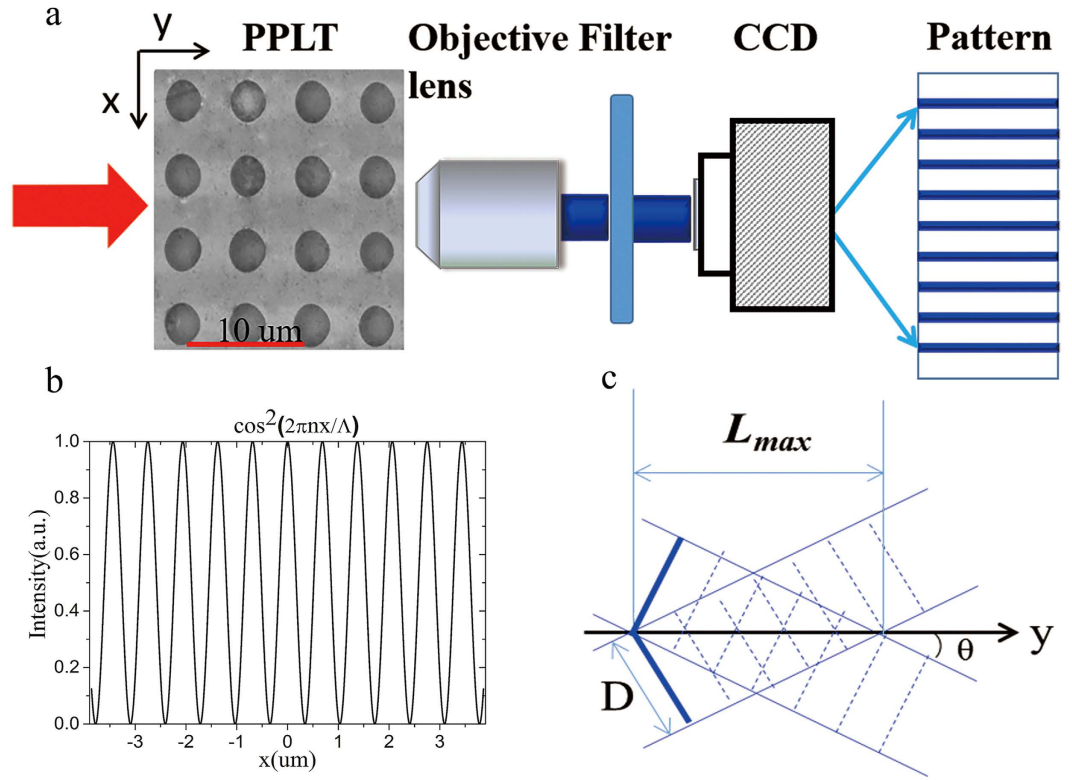 a
y
PPLT
Objective Filter
lens
CCD
Pattern
x
10 um
b
cos²(2πnx/Λ)
Intensity(a.u.)
1.0
0.8
0.6
0.4
0.2
0.0
-3 -2 -1 0 1 2 3
x(um)
c
Lmax
y
θ
D